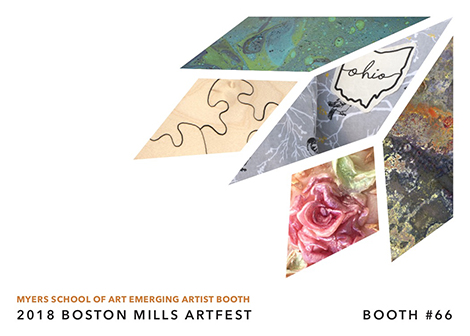 ohio
MYERS SCHOOL OF ART EMERGING ARTIST BOOTH
2018 BOSTON MILLS ARTFEST
BOOTH #66